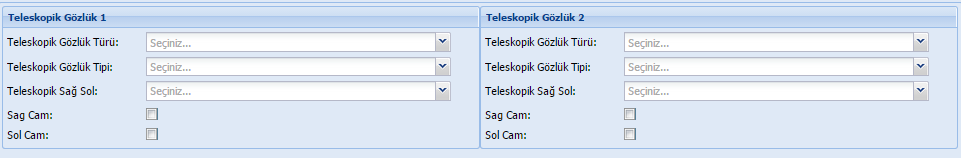 Teleskopik Gözlük 1
Teleskopik Gözlük Türü: Seçiniz...
Teleskopik Gözlük Tipi: Seçiniz...
Teleskopik Sağ Sol: Seçiniz...
Sag Cam:
Sol Cam:
Teleskopik Gözlük 2
Teleskopik Gözlük Türü: Seçiniz...
Teleskopik Gözlük Tipi: Seçiniz...
Teleskopik Sağ Sol: Seçiniz...
Sag Cam:
Sol Cam: